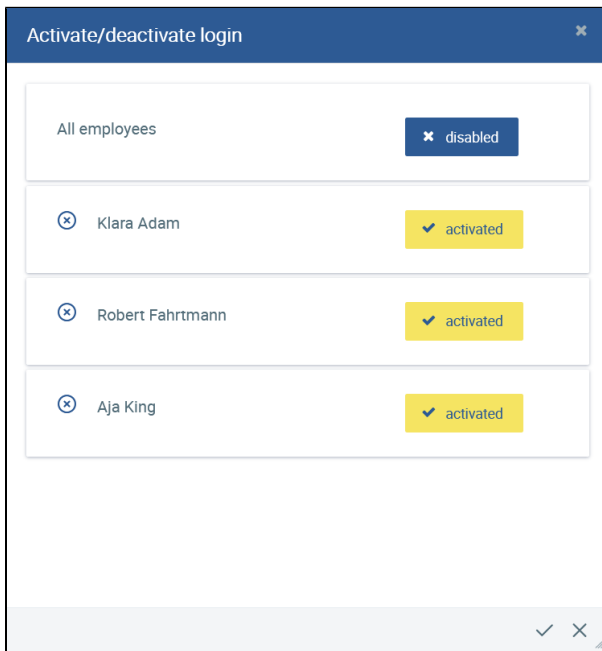 Activate/deactivate login
All employees
disabled
Klara Adam
activated
Robert Fahrtmann
activated
Aja King
activated